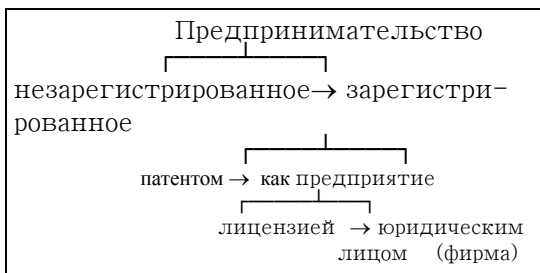 Предпринимательство
незарегистрированное→ зарегистри-
рованное
патентом → как предприятие
лицензией → юридическим
лицом (фирма)